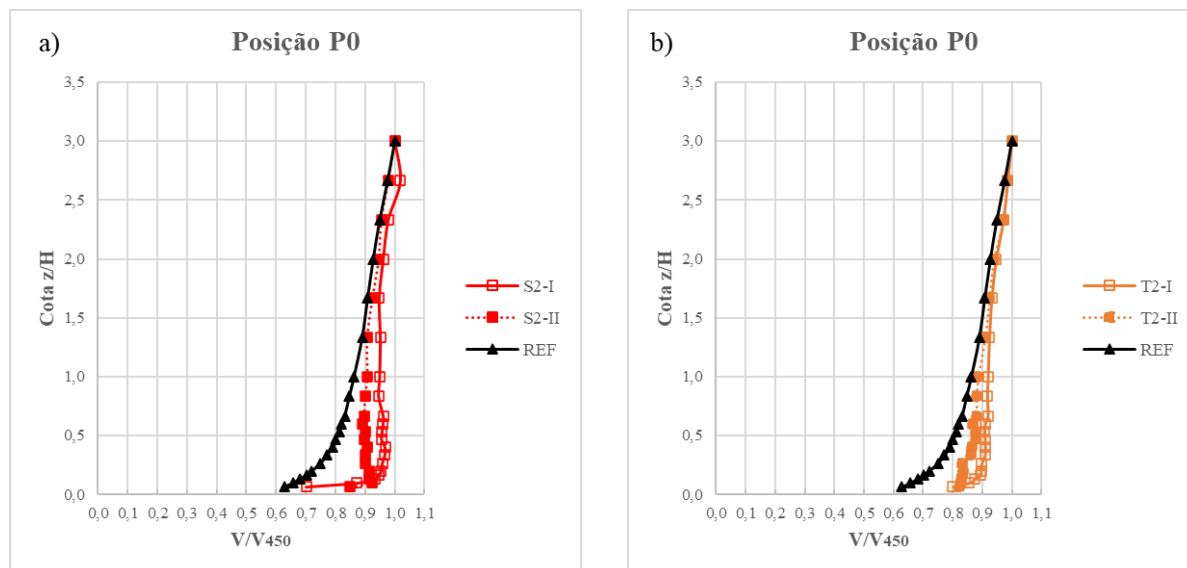 a)
Posição P0
3,5
3,0
2,5
2,0
1,5
1,0
0,5
0,0
Cota z/H
0,0 0,1 0,2 0,3 0,4 0,5 0,6 0,7 0,8 0,9 1,0 1,1
V/V450
S2-I
S2-II
REF
b)
Posição P0
3,5
3,0
2,5
2,0
1,5
1,0
0,5
0,0
Cota z/H
0,0 0,1 0,2 0,3 0,4 0,5 0,6 0,7 0,8 0,9 1,0 1,1
V/V450
T2-I
T2-II
REF